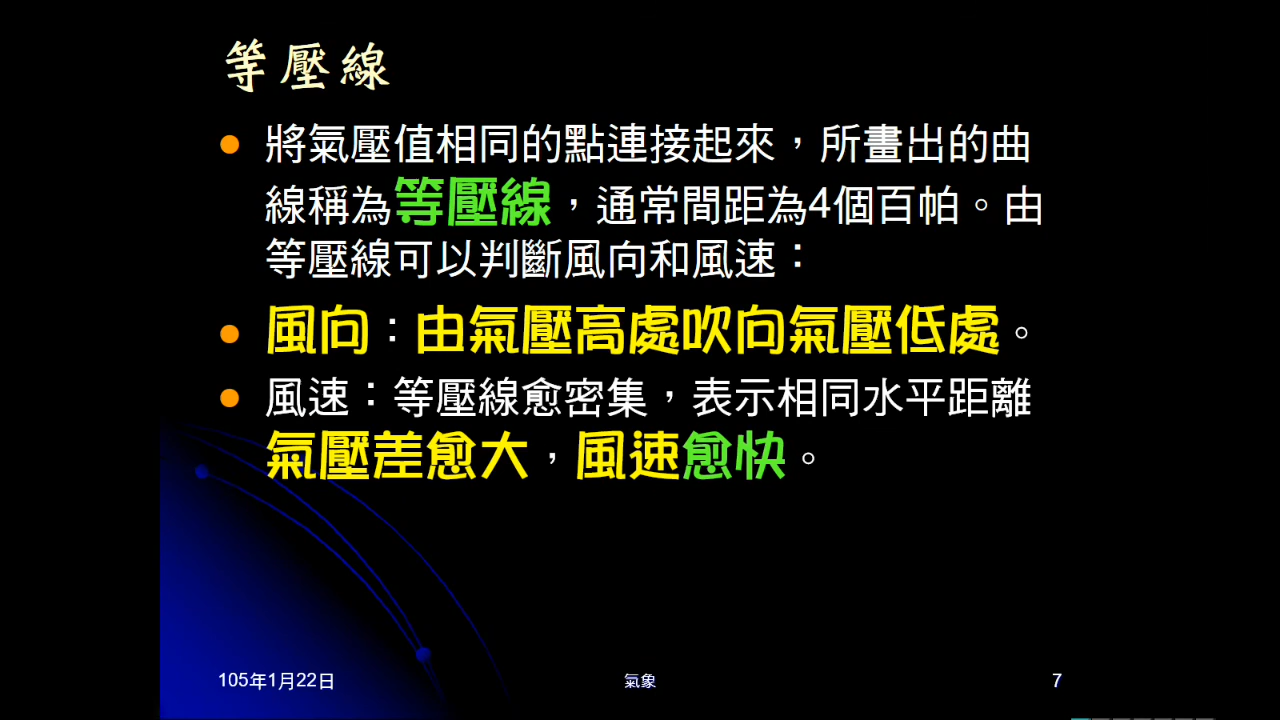 等壓線
將氣壓值相同的點連接起來，所畫出的曲
線稱為等壓線，通常間距為4個百帕。由
等壓線可以判斷風向和風速：
風向：由氣壓高處吹向氣壓低處。
風速：等壓線愈密集，表示相同水平距離
氣壓差愈大，風速愈快。
105年1月22日
氣象
7